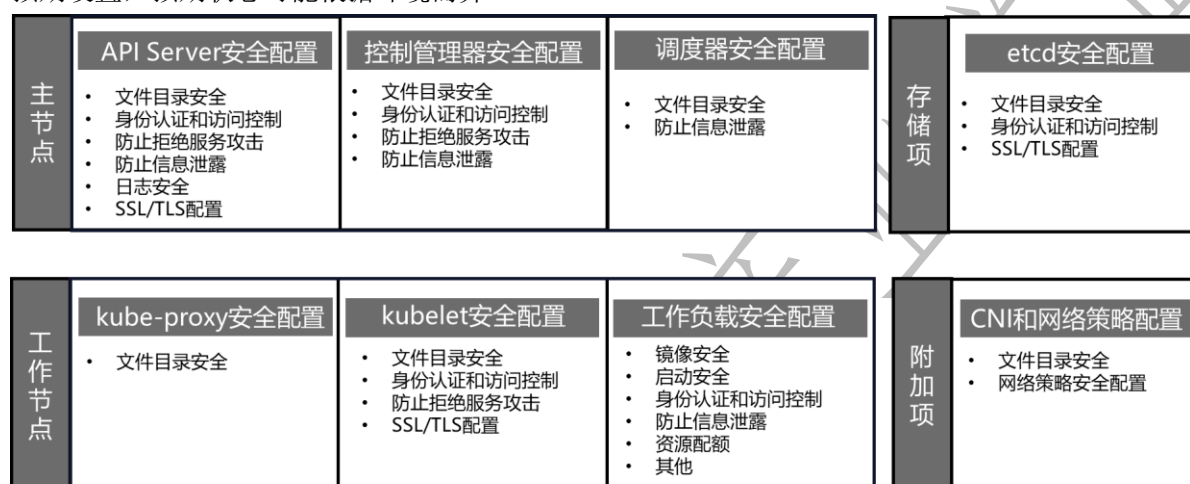 主节点
API Server安全配置
• 文件目录安全
• 身份认证和访问控制
• 防止拒绝服务攻击
• 防止信息泄露
• 日志安全
• SSL/TLS配置
控制管理器安全配置
• 文件目录安全
• 身份认证和访问控制
• 防止拒绝服务攻击
• 防止信息泄露
调度器安全配置
• 文件目录安全
• 防止信息泄露
存储项
etcd安全配置
• 文件目录安全
• 身份认证和访问控制
• SSL/TLS配置
工作节点
kube-proxy安全配置
• 文件目录安全
kubelet安全配置
• 文件目录安全
• 身份认证和访问控制
• 防止拒绝服务攻击
• SSL/TLS配置
工作负载安全配置
• 镜像安全
• 启动安全
• 身份认证和访问控制
• 防止信息泄露
• 资源配额
• 其他
附加项
CNI和网络策略配置
• 文件目录安全
• 网络策略安全配置